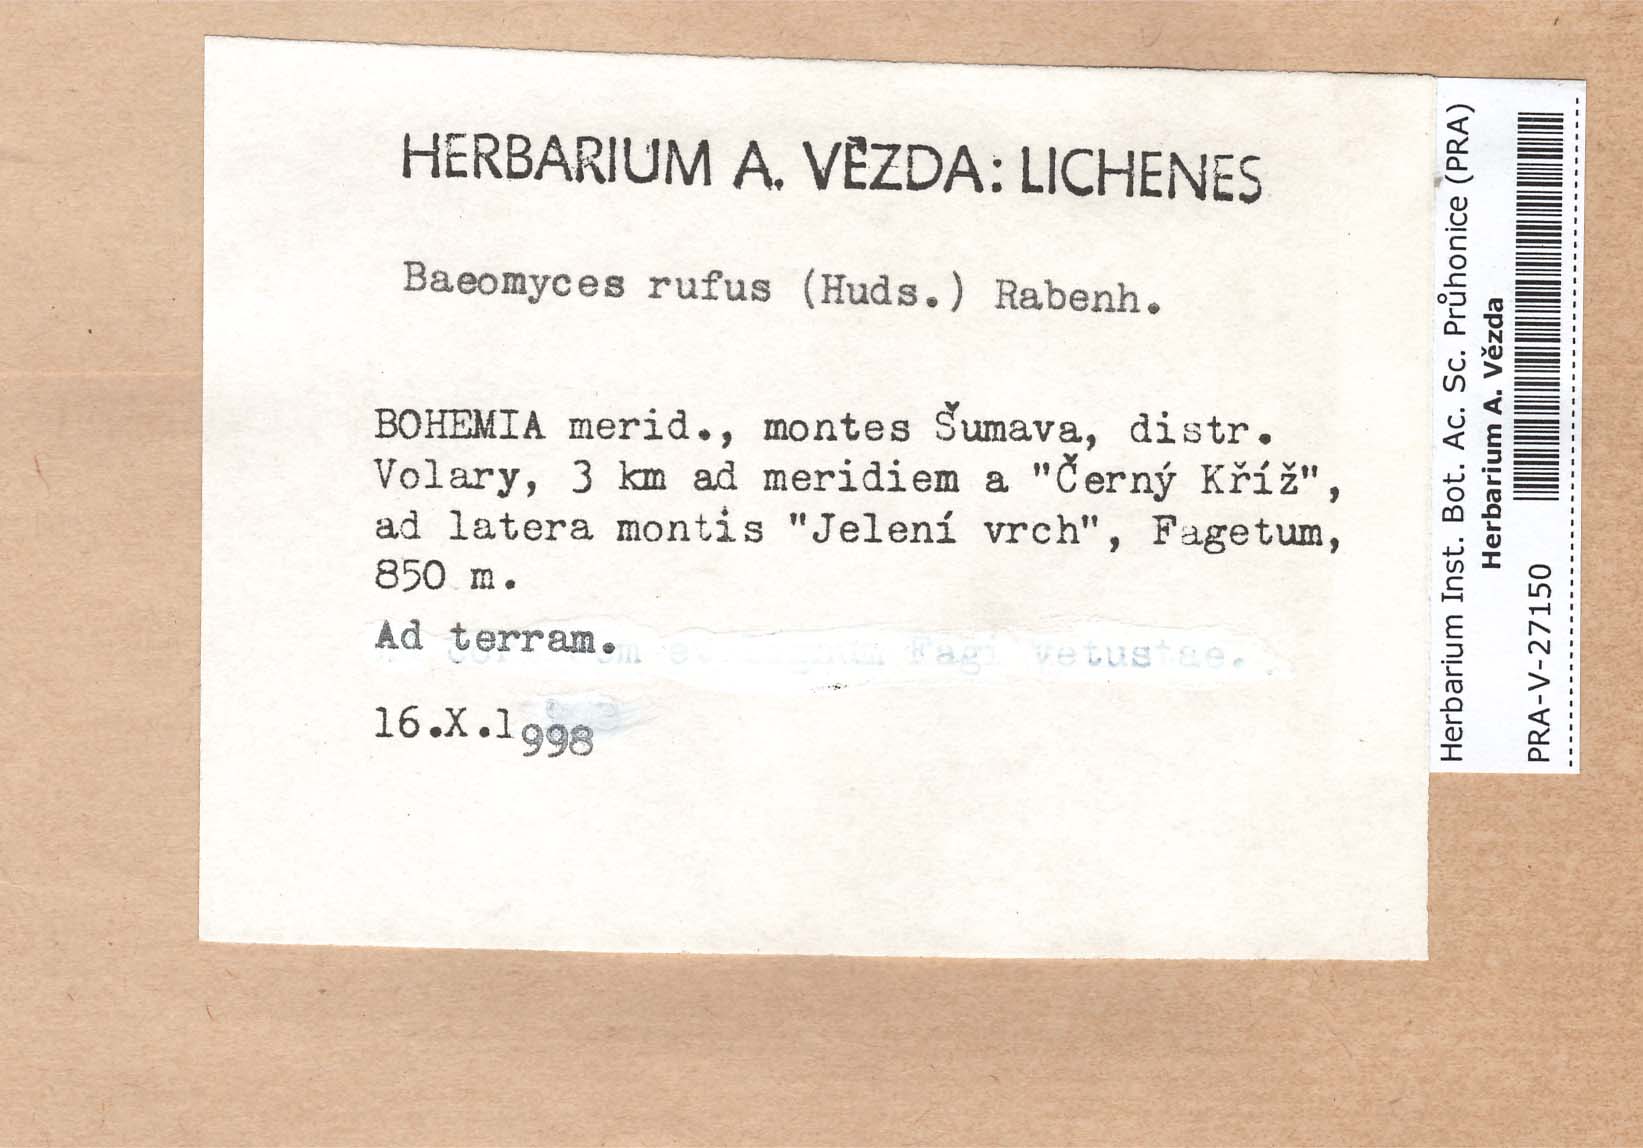 HERBARIUM A. VĚZDA: LICHENES
Baeomyces rufus (Huds.) Rabenh.
BOHEMIA merid., montes Šumava, distr.
Volary, 3 km ad meridiem a "Černý Kříž",
ad latera montis "Jelení vrch", Fagetum,
850 m.
Ad terram.
Fagi vetustae.
16.X.1998
Herbarium Inst. Bot. Ac. Sc. Průhonice (PRA)
Herbarium A. Vězda
PRA-V-27150